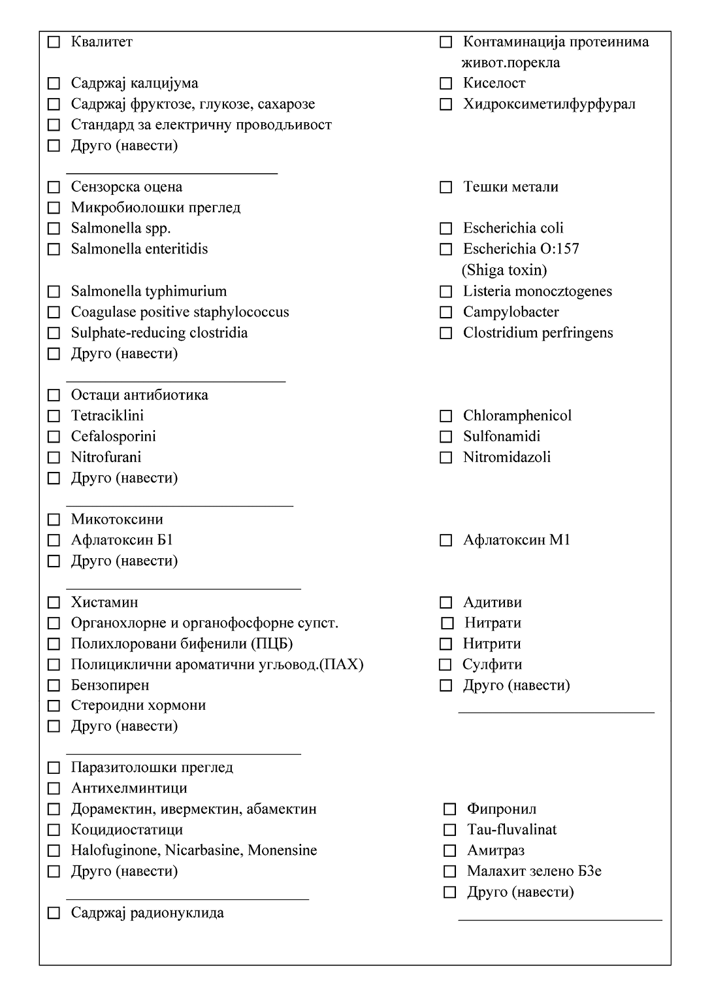 ☐ Квалитет ☐ Контаминација протеинима
живот.порекла
☐ Садржај калцијума ☐ Киселост
☐ Садржај фруктозе, глукозе, сахарозе ☐ Хидроксиметилфурфурал
☐ Стандард за електричну проводљивост
☐ Друго (навести)
☐ Сензорска оцена ☐ Тешки метали
☐ Микробиолошки преглед
☐ Salmonella spp. ☐ Escherichia coli
☐ Salmonella enteritidis ☐ Escherichia O:157
(Shiga toxin)
☐ Salmonella typhimurium ☐ Listeria monocztogenes
☐ Coagulase positive staphylococcus ☐ Campylobacter
☐ Sulphate-reducing clostridia ☐ Clostridium perfringens
☐ Друго (навести)
☐ Остаци антибиотика
☐ Tetraciklini ☐ Chloramphenicol
☐ Cefalosporini ☐ Sulfonamidi
☐ Nitrofurani ☐ Nitromidazoli
☐ Друго (навести)
☐ Микотоксини
☐ Афлатоксин Б1 ☐ Афлатоксин М1
☐ Друго (навести)
☐ Хистамин ☐ Адитиви
☐ Органохлорне и органофосфорне супст. ☐ Нитрати
☐ Полихлоровани бифенили (ПЦБ) ☐ Нитрити
☐ Полициклични ароматични угљовод.(ПАХ) ☐ Сулфити
☐ Бензопирен ☐ Друго (навести)
☐ Стероидни хормони
☐ Друго (навести)
☐ Паразитолошки преглед
☐ Антихелминтици
☐ Дорамектин, ивермектин, абамектин ☐ Фипронил
☐ Коцидиостатици ☐ Tau-fluvalinat
☐ Halofuginone, Nicarbasine, Monensine ☐ Амитраз
☐ Друго (навести) ☐ Малахит зелено Б3е
☐ Друго (навести)
☐ Садржај радионуклида